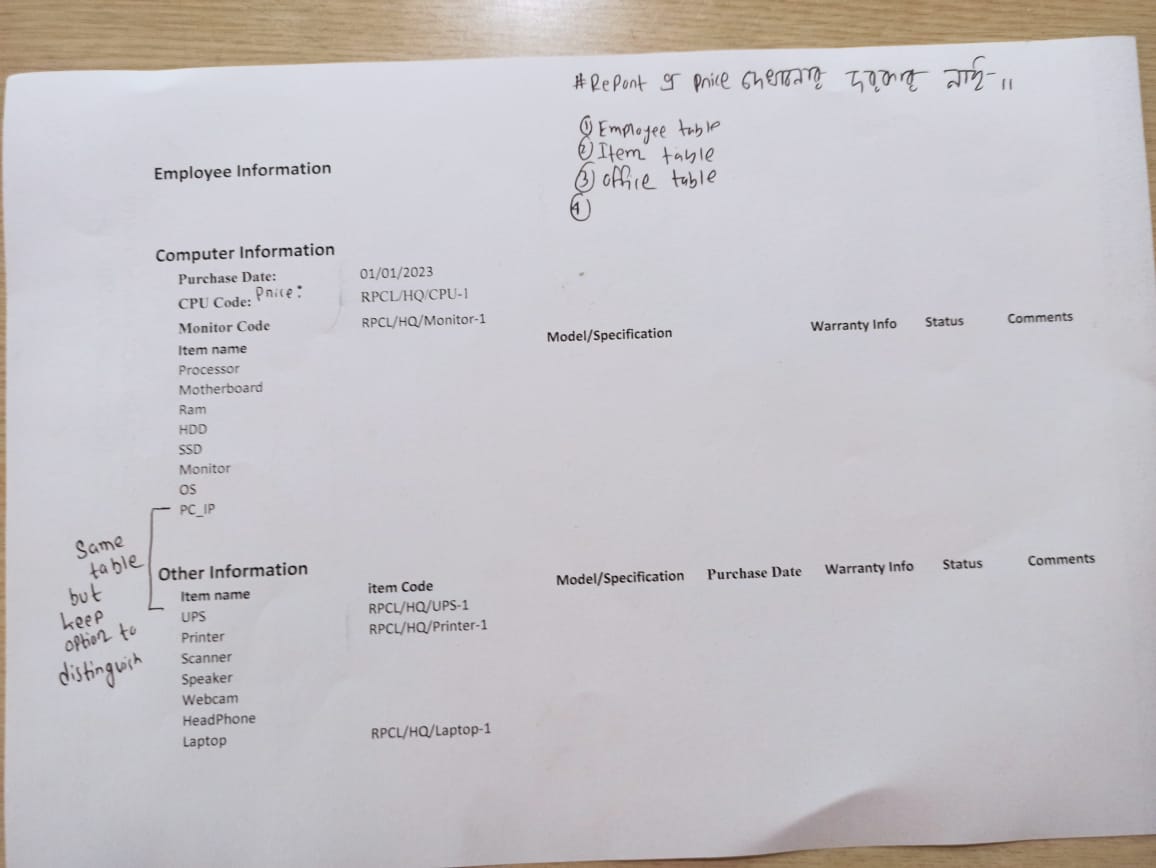 # Report এ Price দেখানোর দরকার নাই-॥
① Employee table
② Item table
③ office table
④
Employee Information
Computer Information
Purchase Date: 01/01/2023
Price:
CPU Code: RPCL/HQ/CPU-1
Monitor Code RPCL/HQ/Monitor-1
Item name Model/Specification Warranty Info Status Comments
Processor
Motherboard
Ram
HDD
SSD
Monitor
OS
PC_IP
Same
table
but
keep
option to
distinguish
Other Information
Item name item Code Model/Specification Purchase Date Warranty Info Status Comments
UPS RPCL/HQ/UPS-1
Printer RPCL/HQ/Printer-1
Scanner
Speaker
Webcam
HeadPhone
Laptop RPCL/HQ/Laptop-1